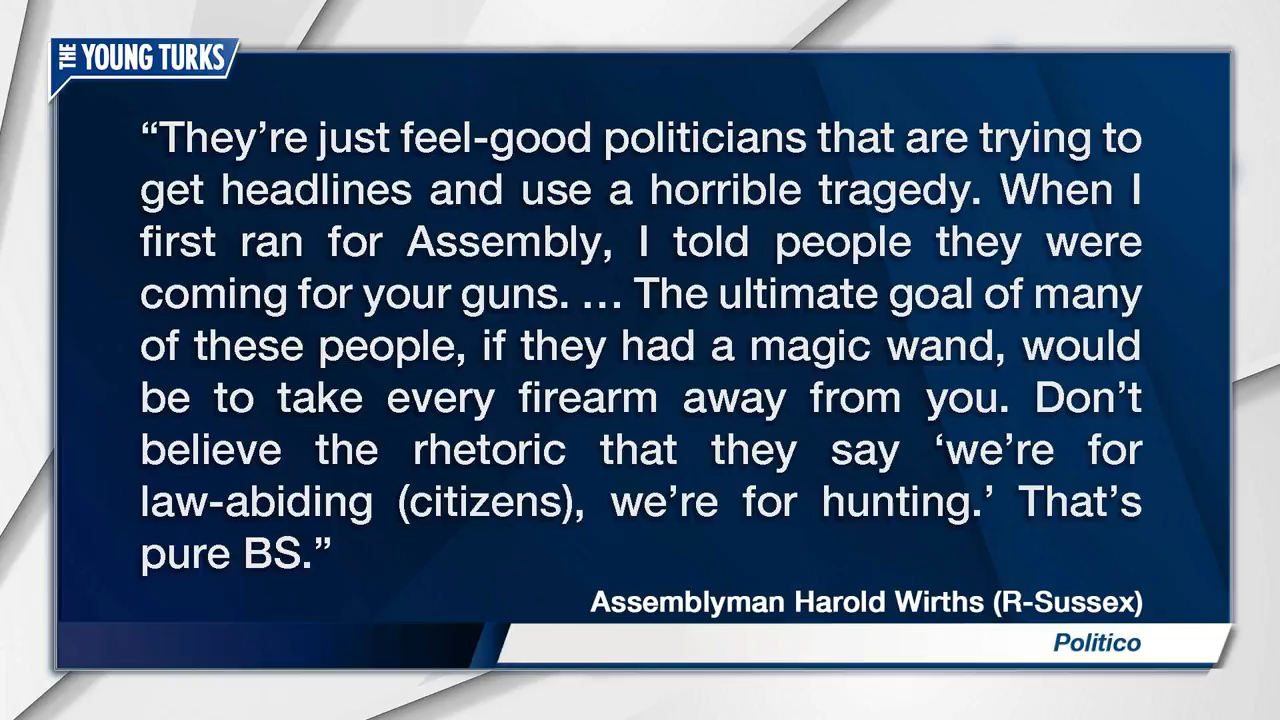 THE YOUNG TURKS
“They’re just feel-good politicians that are trying to
get headlines and use a horrible tragedy. When I
first ran for Assembly, I told people they were
coming for your guns. … The ultimate goal of many
of these people, if they had a magic wand, would
be to take every firearm away from you. Don’t
believe the rhetoric that they say ‘we’re for
law-abiding (citizens), we’re for hunting.’ That’s
pure BS.”
Assemblyman Harold Wirths (R-Sussex)
Politico